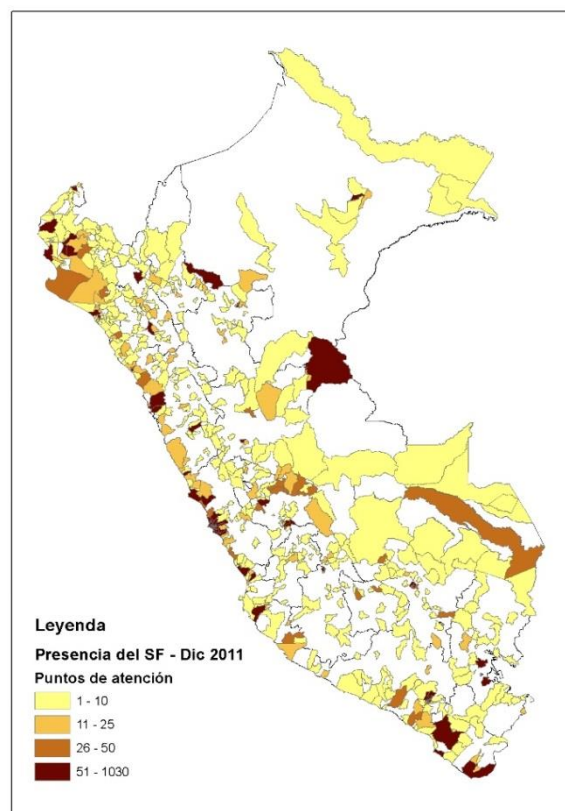 Leyenda
Presencia del SF - Dic 2011
Puntos de atención
1 - 10
11 - 25
26 - 50
51 - 1030